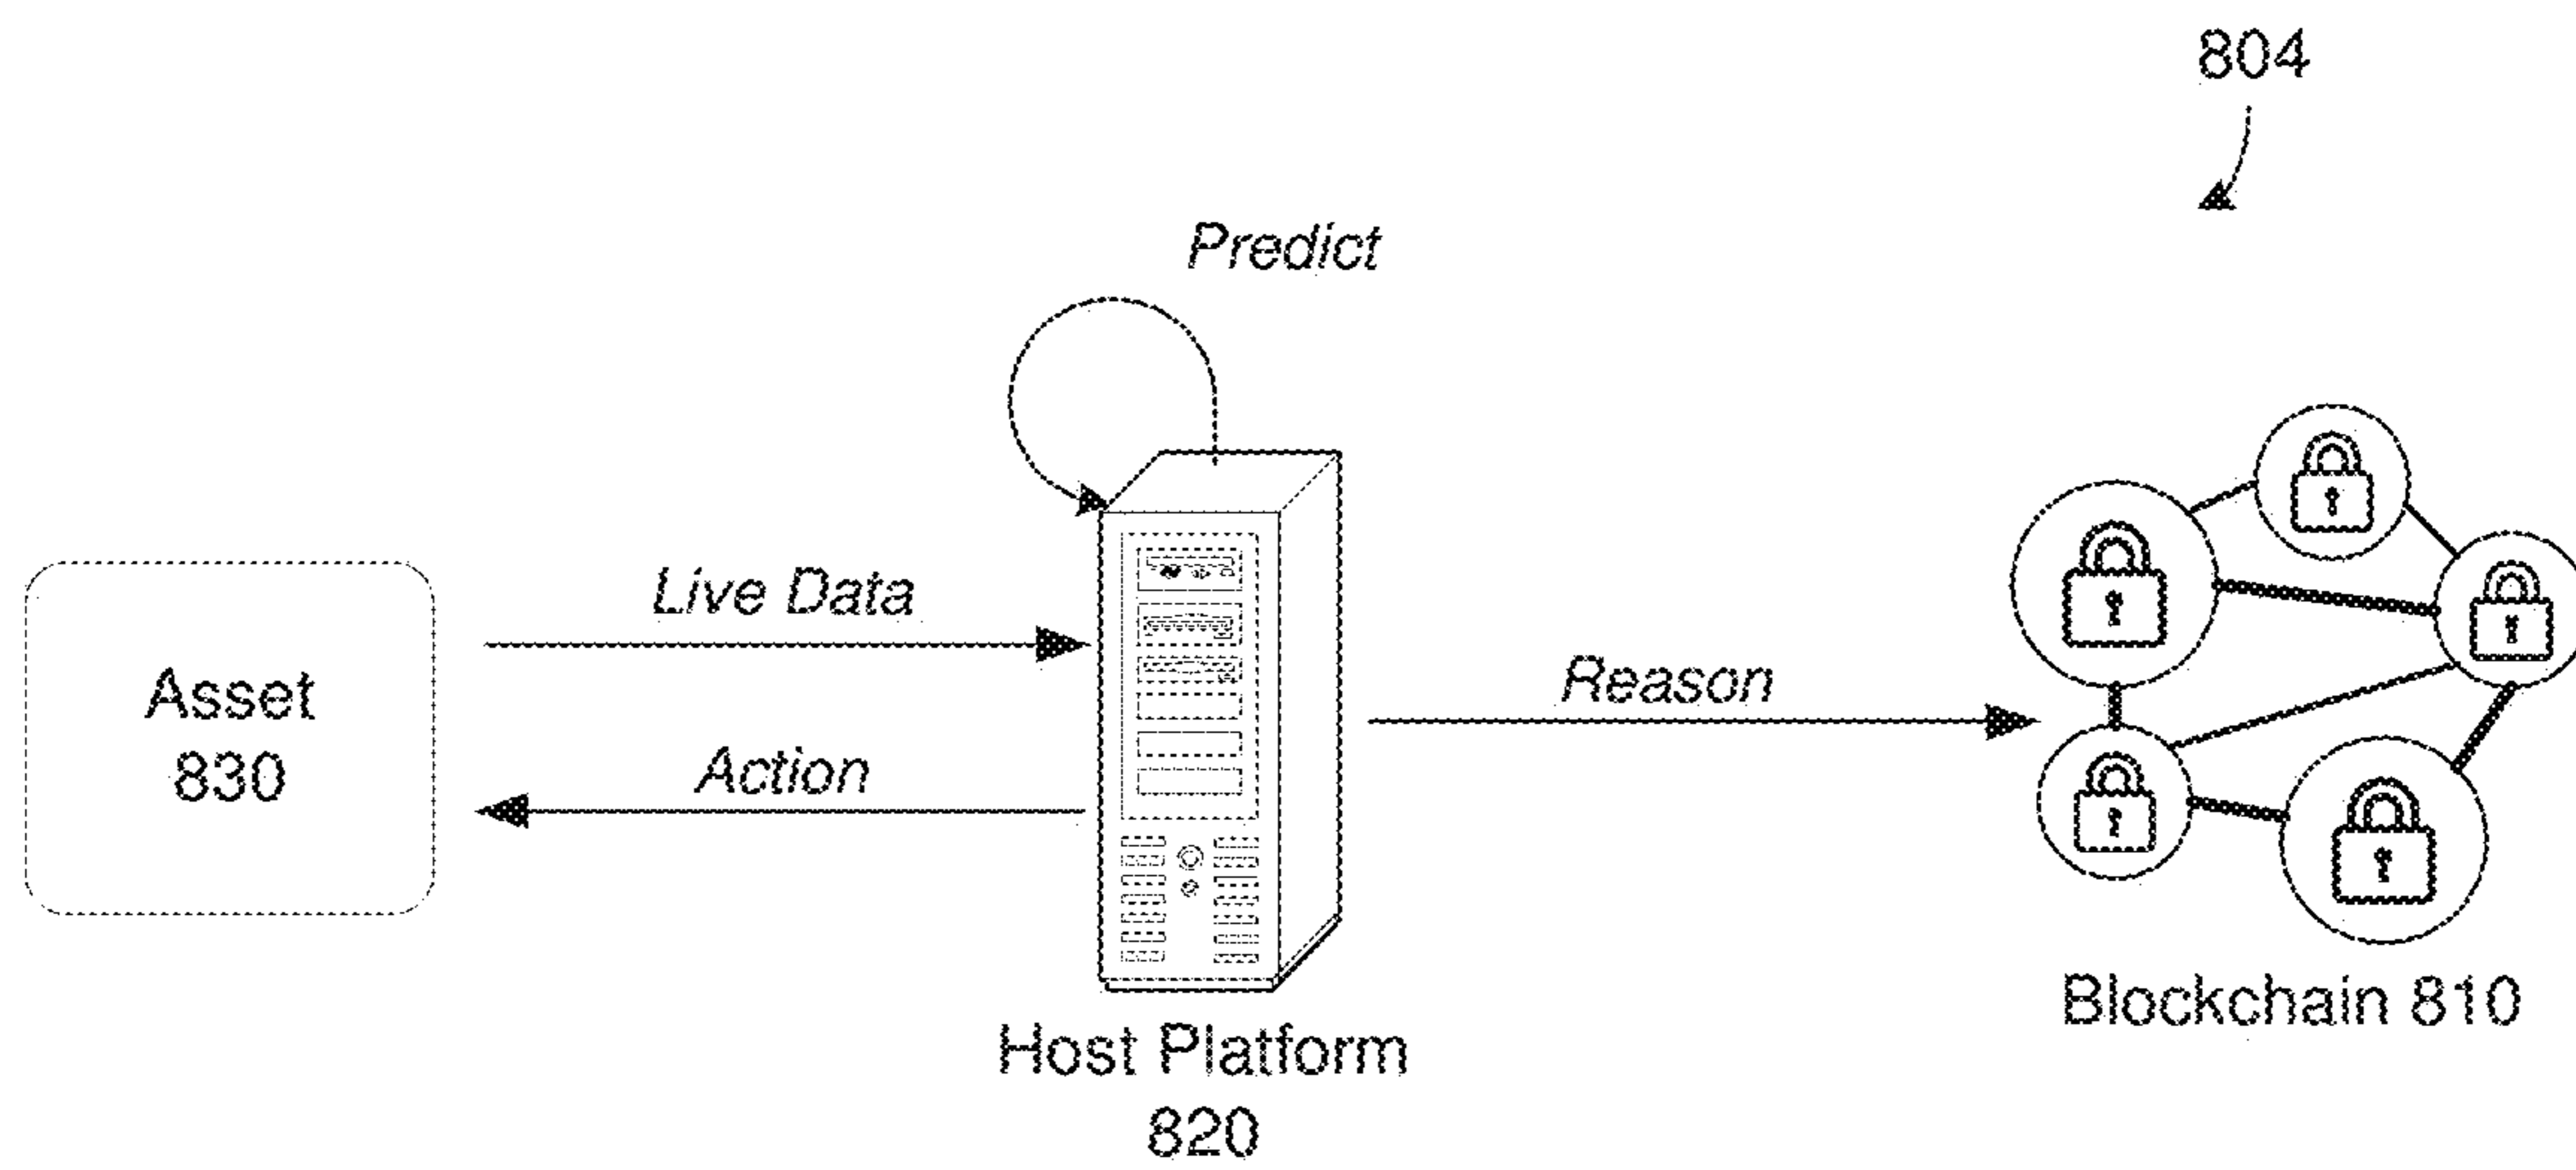 804
Predict
Live Data
Asset
830
Action
Reason
Host Platform
820
Blockchain 810